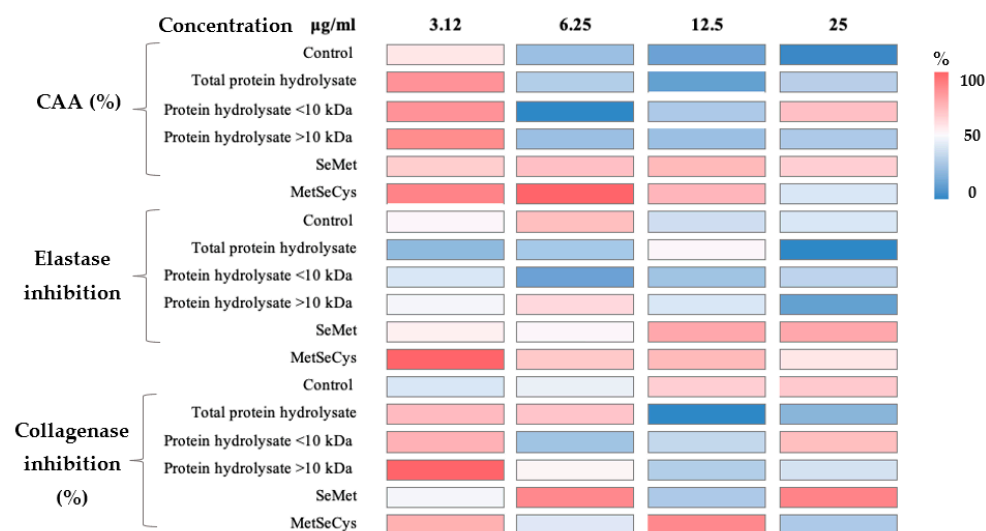 Concentration µg/ml 3.12 6.25 12.5 25
Control
Total protein hydrolysate
CAA (%)
Protein hydrolysate <10 kDa
Protein hydrolysate >10 kDa
SeMet
MetSeCys
Control
Total protein hydrolysate
Elastase
inhibition
Protein hydrolysate <10 kDa
Protein hydrolysate >10 kDa
SeMet
MetSeCys
Control
Total protein hydrolysate
Collagenase
inhibition
(%)
Protein hydrolysate <10 kDa
Protein hydrolysate >10 kDa
SeMet
MetSeCys
%
100
50
0